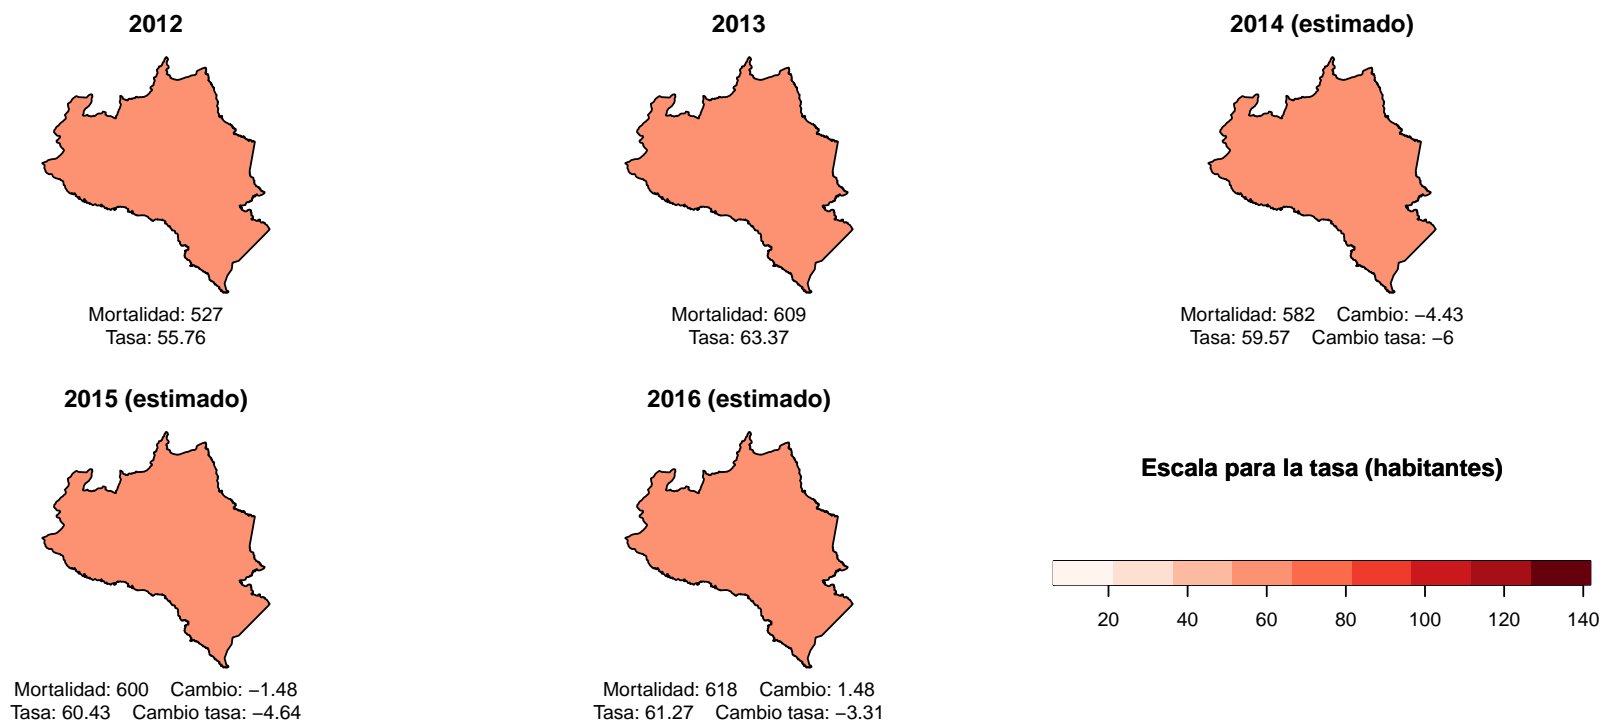 2012
2013
2014 (estimado)
Mortalidad: 527
Tasa: 55.76
Mortalidad: 609
Tasa: 63.37
Mortalidad: 582 Cambio: −4.43
Tasa: 59.57 Cambio tasa: −6
2015 (estimado)
2016 (estimado)
Escala para la tasa (habitantes)
20 40 60 80 100 120 140
Mortalidad: 600 Cambio: −1.48
Tasa: 60.43 Cambio tasa: −4.64
Mortalidad: 618 Cambio: 1.48
Tasa: 61.27 Cambio tasa: −3.31